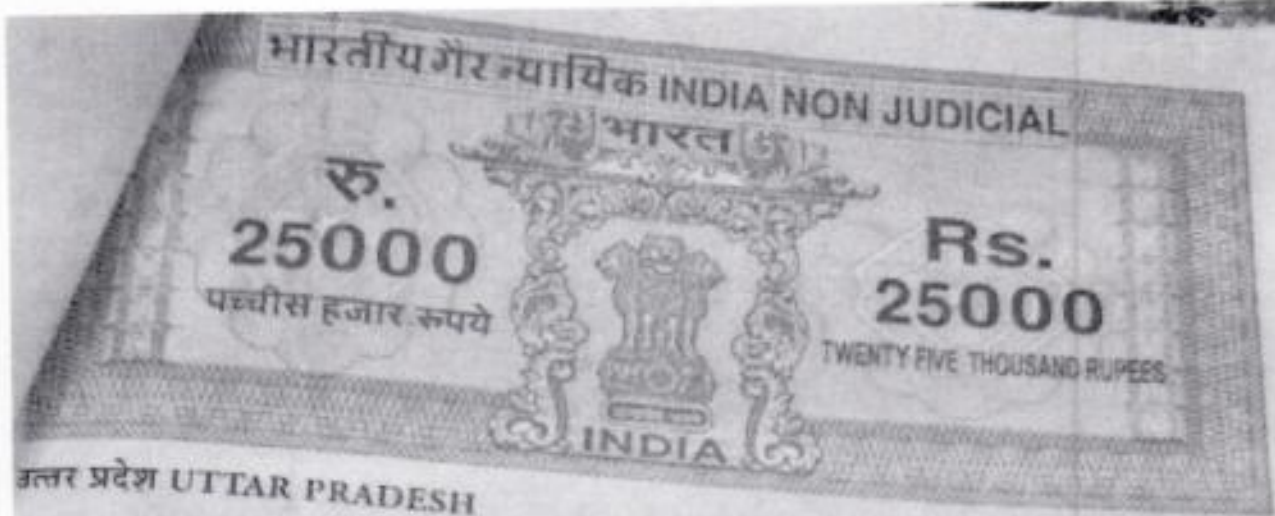 भारतीय गैर न्यायिक INDIA NON JUDICIAL
भारत
रु.
25000
पच्चीस हजार रुपये
Rs.
25000
TWENTY FIVE THOUSAND RUPEES
INDIA
उत्तर प्रदेश UTTAR PRADESH